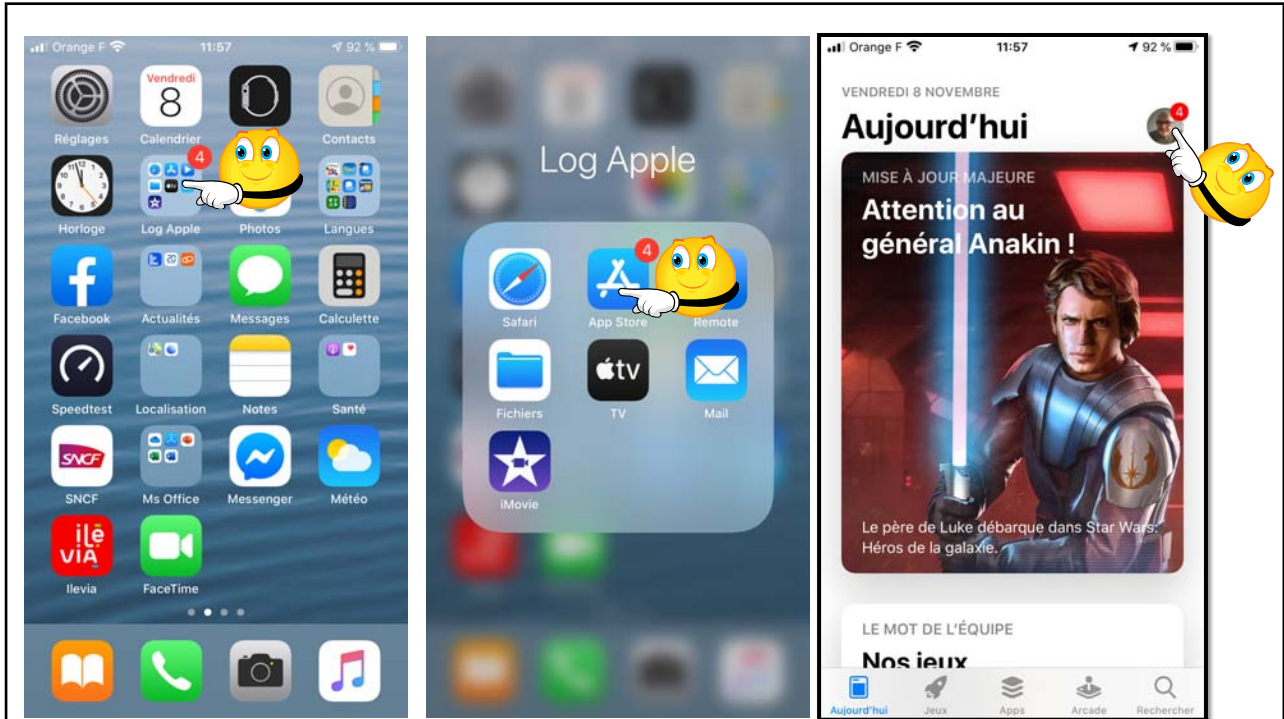 Orange F 11:57 92 %
Vendredi
8
Réglages Calendrier Contacts
4
Horloge Log Apple Photos Langues
Facebook Actualités Messages Calculette
Speedtest Localisation Notes Santé
SNCF
SNCF Ms Office Messenger Météo
ilévia
Ilevia FaceTime
Log Apple
4
Safari App Store Remote
tv
Fichiers TV Mail
iMovie
Orange F 11:57 92 %
VENDREDI 8 NOVEMBRE
4
Aujourd'hui
MISE À JOUR MAJEURE
Attention au
général Anakin !
Le père de Luke débarque dans Star Wars:
Héros de la galaxie.
LE MOT DE L'ÉQUIPE
Nos jeux
Aujourd'hui Jeux Apps Arcade Rechercher